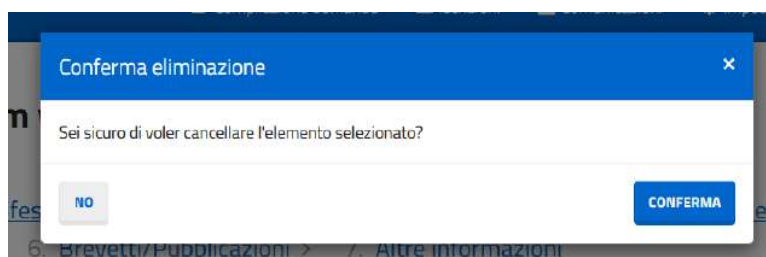 Conferma eliminazione ×
Sei sicuro di voler cancellare l'elemento selezionato?
NO CONFERMA
6. Brevetti/Pubblicazioni > 7. Altre informazioni